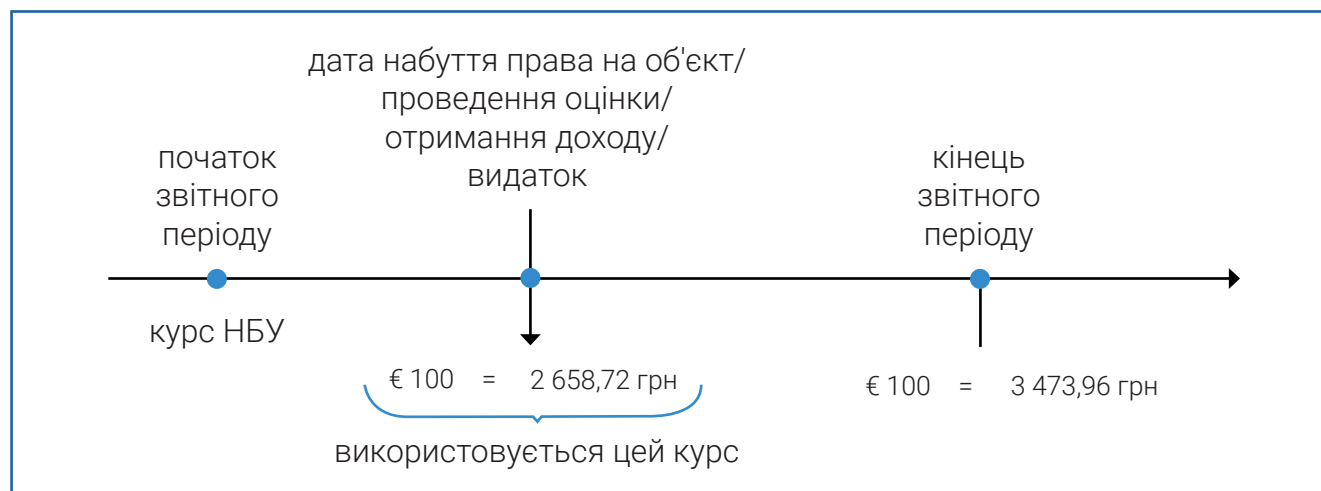 дата набуття права на об'єкт/
проведення оцінки/
отримання доходу/
видаток
початок
звітного
періоду
кінець
звітного
періоду
курс НБУ
€ 100 = 2 658,72 грн
€ 100 = 3 473,96 грн
використовується цей курс